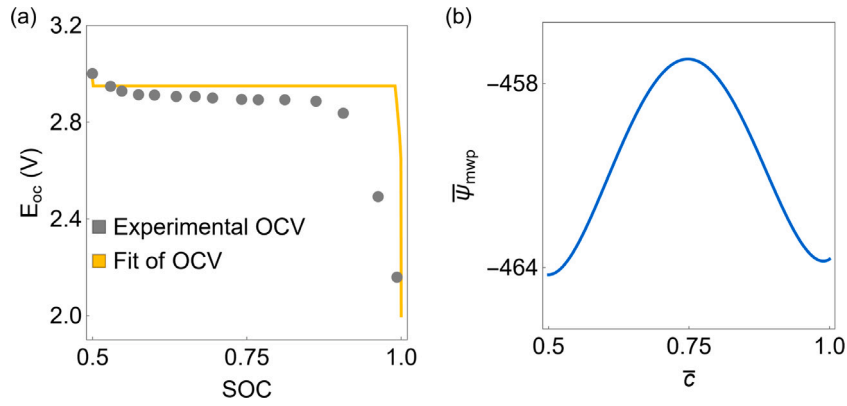 (a)
3.2
2.8
2.4
2.0
E_oc (V)
Experimental OCV
Fit of OCV
0.5
0.75
1.0
SOC
(b)
−458
−464
ψ̅_mwp
0.5
0.75
1.0
c̅